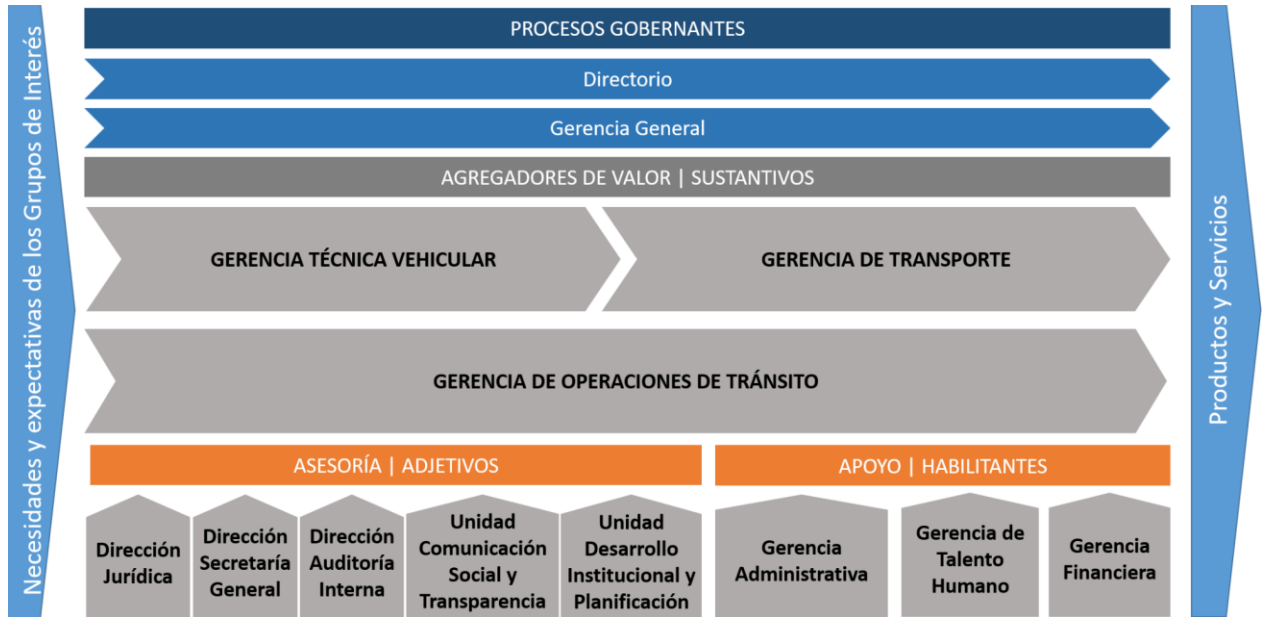 Necesidades y expectativas de los Grupos de Interés
PROCESOS GOBERNANTES
Directorio
Gerencia General
AGREGADORES DE VALOR | SUSTANTIVOS
GERENCIA TÉCNICA VEHICULAR
GERENCIA DE TRANSPORTE
GERENCIA DE OPERACIONES DE TRÁNSITO
ASESORÍA | ADJETIVOS
APOYO | HABILITANTES
Dirección
Jurídica
Dirección
Secretaría
General
Dirección
Auditoría
Interna
Unidad
Comunicación
Social y
Transparencia
Unidad
Desarrollo
Institucional y
Planificación
Gerencia
Administrativa
Gerencia de
Talento
Humano
Gerencia
Financiera
Productos y Servicios